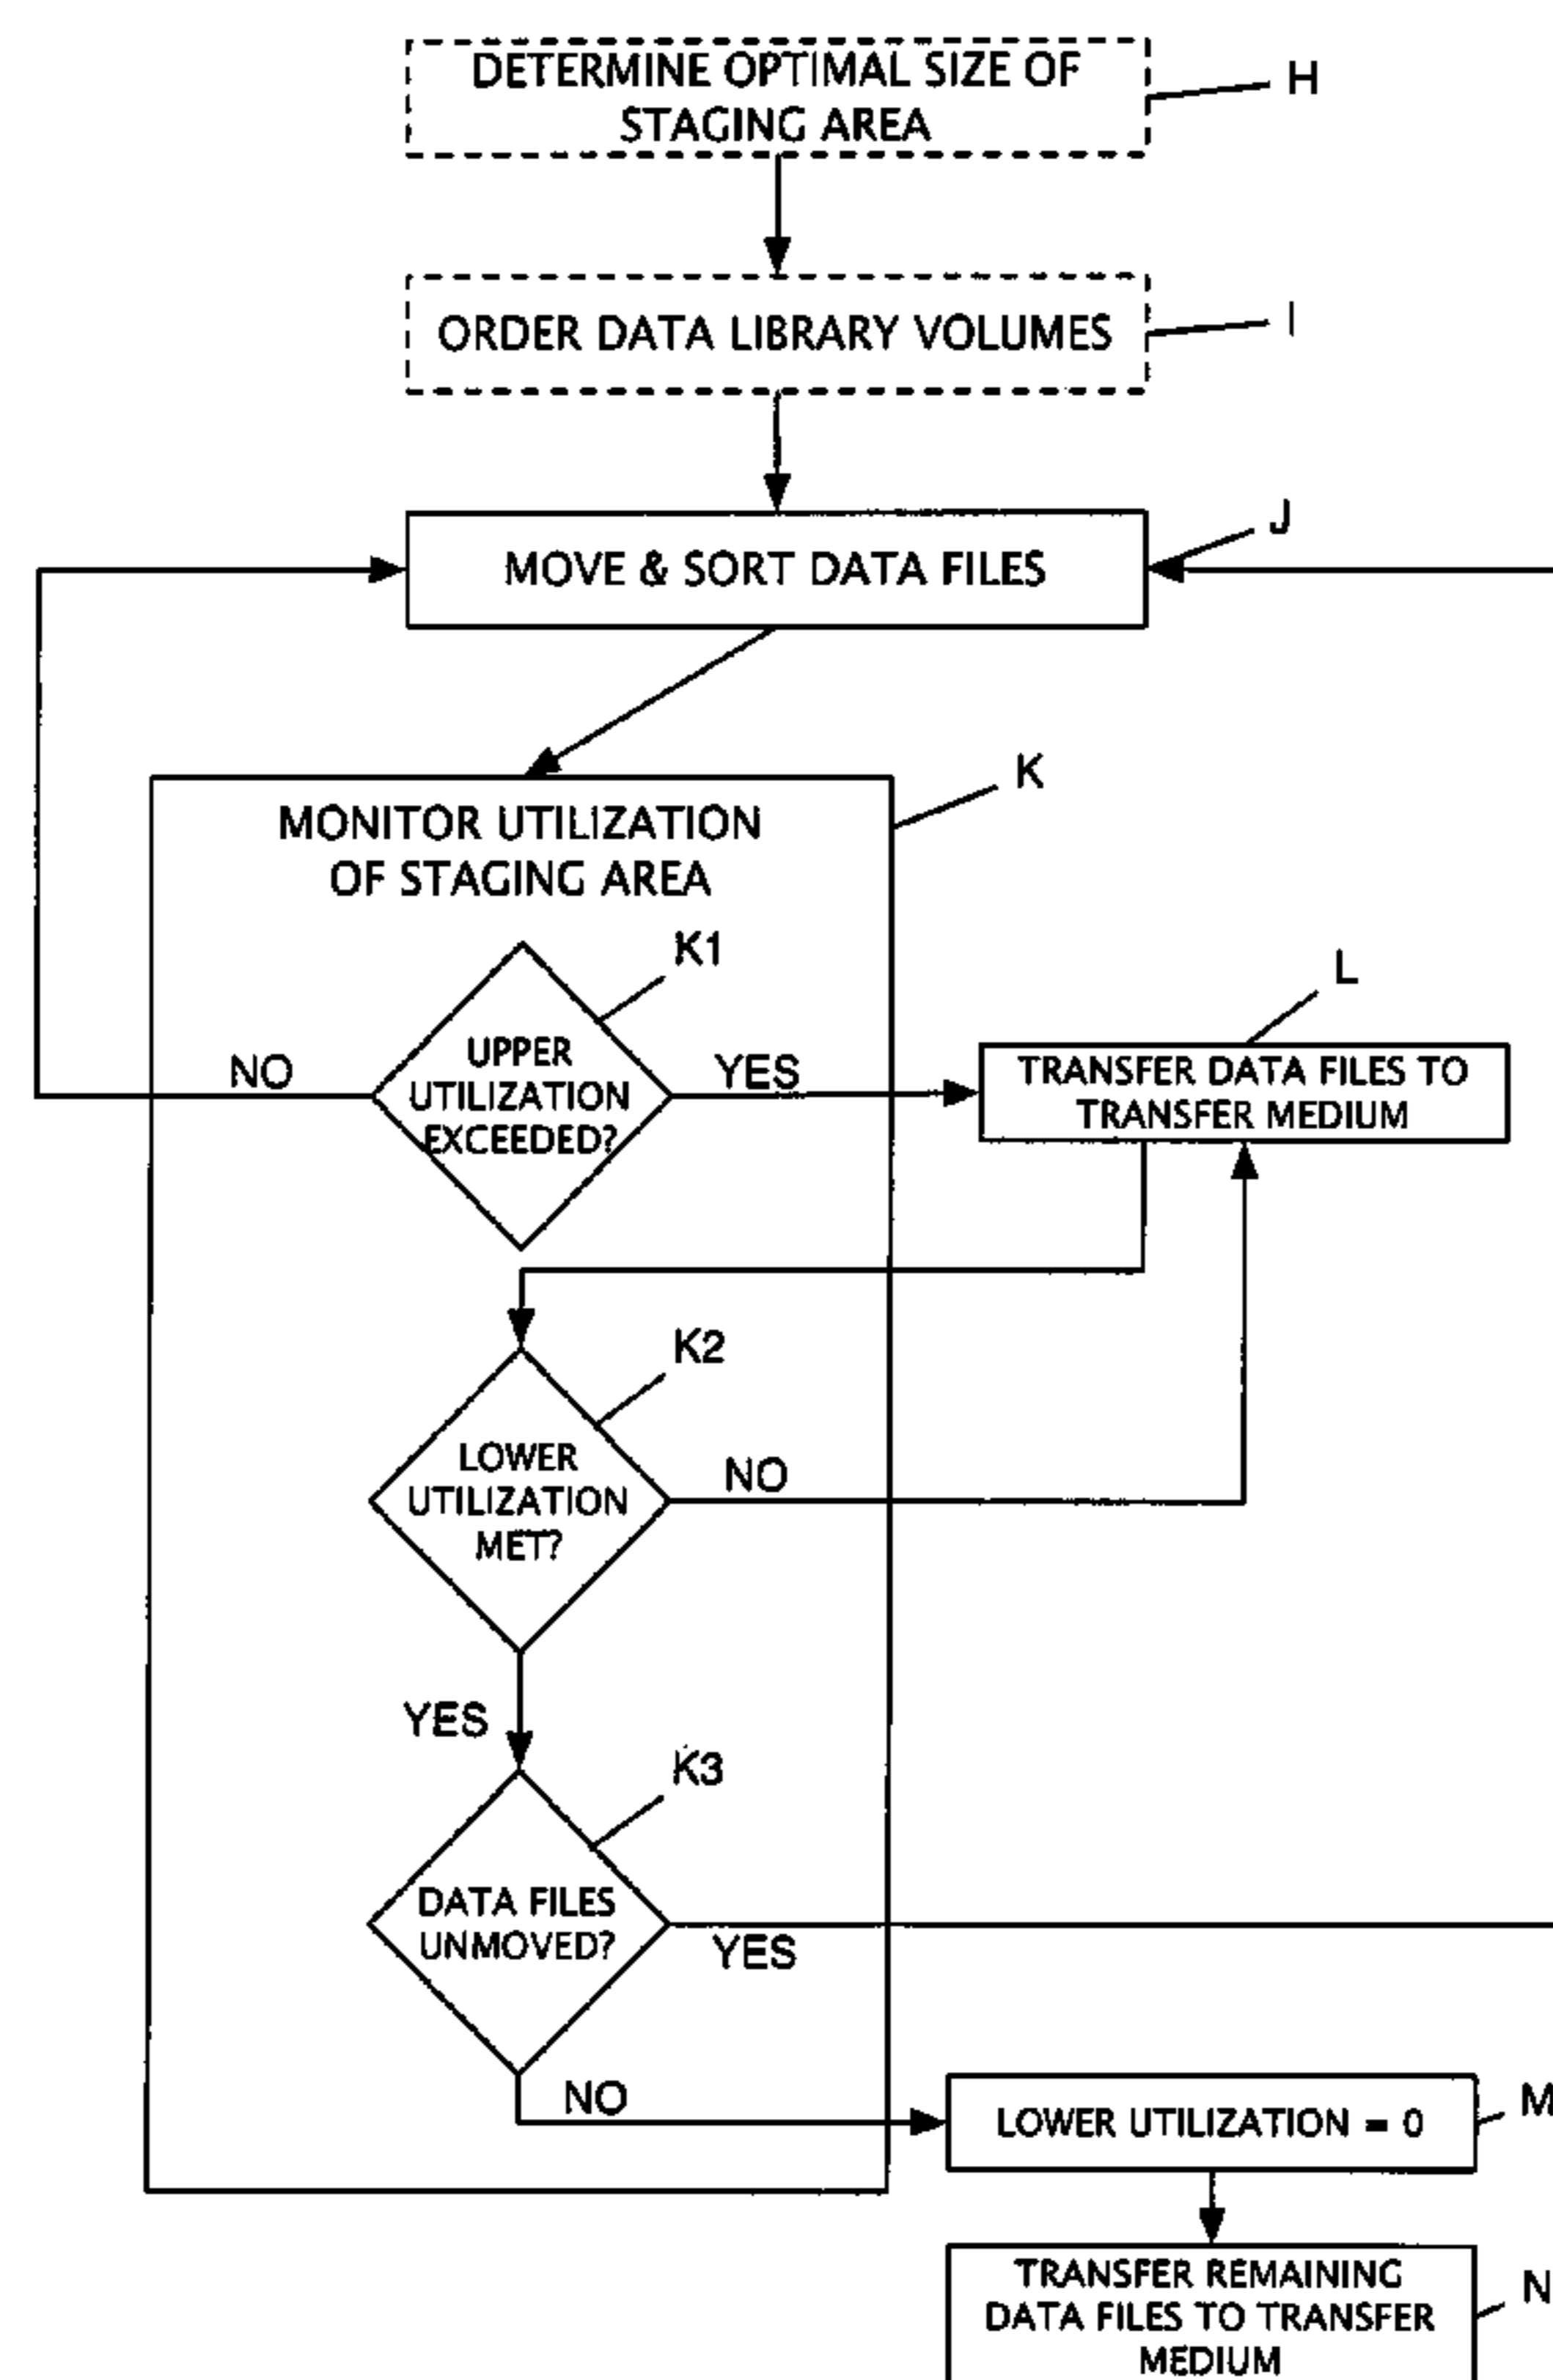 DETERMINE OPTIMAL SIZE OF
STAGING AREA
H
ORDER DATA LIBRARY VOLUMES
I
J
MOVE & SORT DATA FILES
K
MONITOR UTILIZATION
OF STAGING AREA
K1
L
UPPER
UTILIZATION
EXCEEDED?
NO
YES
TRANSFER DATA FILES TO
TRANSFER MEDIUM
K2
LOWER
UTILIZATION
MET?
NO
YES
K3
DATA FILES
UNMOVED?
YES
NO
LOWER UTILIZATION = 0
M
TRANSFER REMAINING
DATA FILES TO TRANSFER
MEDIUM
N